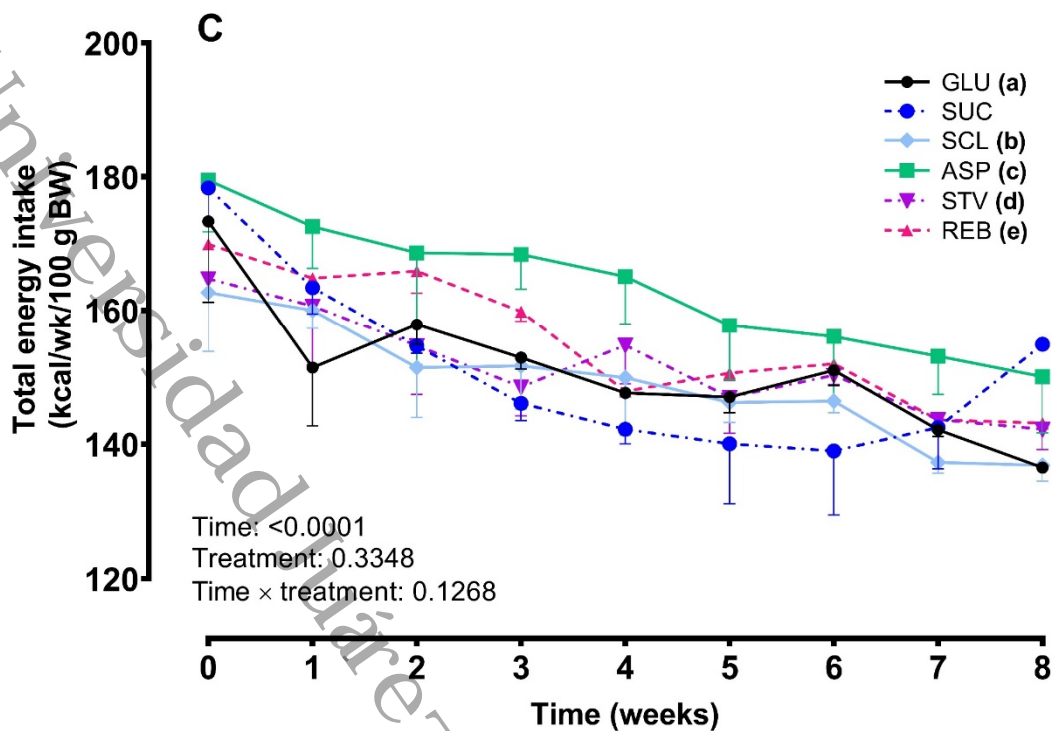 C
200
180
160
140
120
Total energy intake
(kcal/wk/100 g BW)
GLU (a)
SUC
SCL (b)
ASP (c)
STV (d)
REB (e)
Time: <0.0001
Treatment: 0.3348
Time × treatment: 0.1268
0 1 2 3 4 5 6 7 8
Time (weeks)
Universidad Juárez